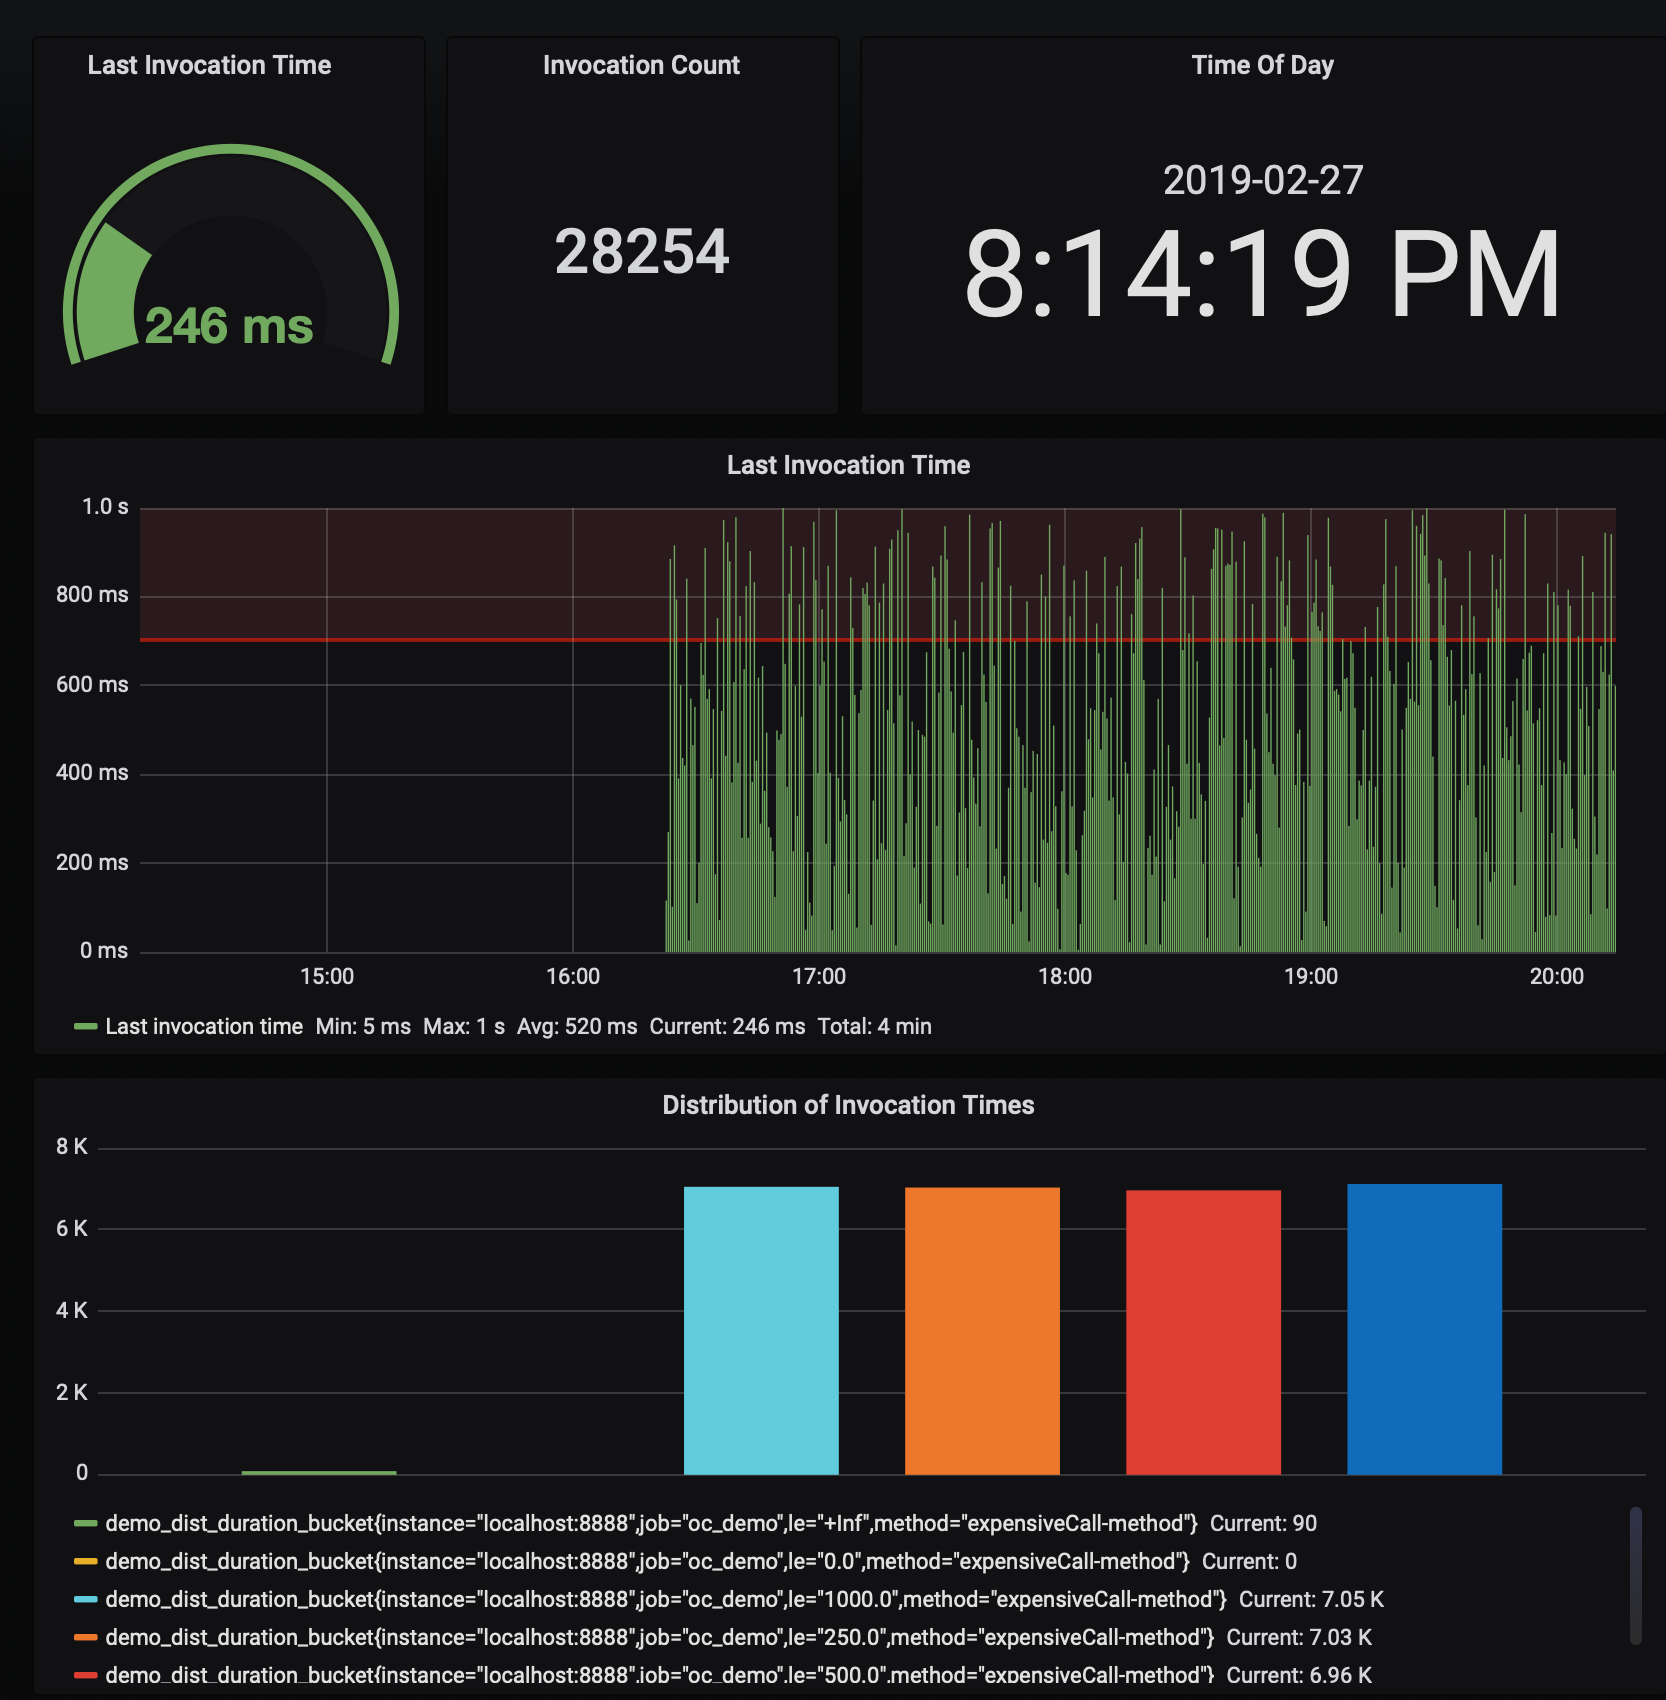 Last Invocation Time
Invocation Count
Time Of Day
246 ms
28254
2019-02-27
8:14:19 PM
Last Invocation Time
1.0 s
800 ms
600 ms
400 ms
200 ms
0 ms
15:00 16:00 17:00 18:00 19:00 20:00
Last invocation time Min: 5 ms Max: 1 s Avg: 520 ms Current: 246 ms Total: 4 min
Distribution of Invocation Times
8 K
6 K
4 K
2 K
0
demo_dist_duration_bucket{instance="localhost:8888",job="oc_demo",le="+Inf",method="expensiveCall-method"} Current: 90
demo_dist_duration_bucket{instance="localhost:8888",job="oc_demo",le="0.0",method="expensiveCall-method"} Current: 0
demo_dist_duration_bucket{instance="localhost:8888",job="oc_demo",le="1000.0",method="expensiveCall-method"} Current: 7.05 K
demo_dist_duration_bucket{instance="localhost:8888",job="oc_demo",le="250.0",method="expensiveCall-method"} Current: 7.03 K
demo_dist_duration_bucket{instance="localhost:8888",job="oc_demo",le="500.0",method="expensiveCall-method"} Current: 6.96 K